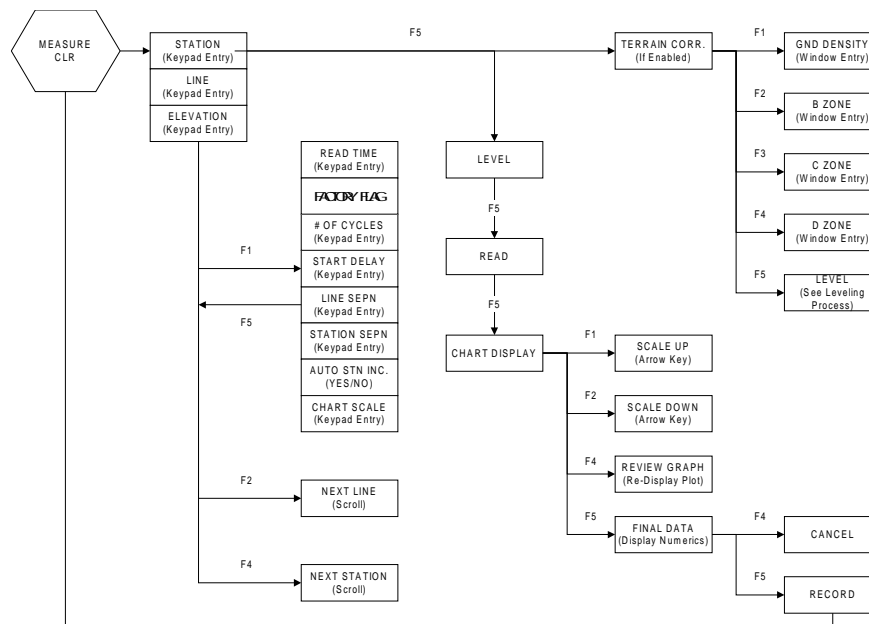 MEASURE
CLR
STATION
(Keypad Entry)
LINE
(Keypad Entry)
ELEVATION
(Keypad Entry)
F5
TERRAIN CORR.
(If Enabled)
F1
GND DENSITY
(Window Entry)
F2
B ZONE
(Window Entry)
F3
C ZONE
(Window Entry)
F4
D ZONE
(Window Entry)
F5
LEVEL
(See Leveling
Process)
F1
READ TIME
(Keypad Entry)
FACTORY FLAG
# OF CYCLES
(Keypad Entry)
START DELAY
(Keypad Entry)
LINE SEPN
(Keypad Entry)
STATION SEPN
(Keypad Entry)
AUTO STN INC.
(YES/NO)
CHART SCALE
(Keypad Entry)
F5
F2
NEXT LINE
(Scroll)
F4
NEXT STATION
(Scroll)
LEVEL
F5
READ
F5
CHART DISPLAY
F1
SCALE UP
(Arrow Key)
F2
SCALE DOWN
(Arrow Key)
F4
REVIEW GRAPH
(Re-Display Plot)
F5
FINAL DATA
(Display Numerics)
F4
CANCEL
F5
RECORD